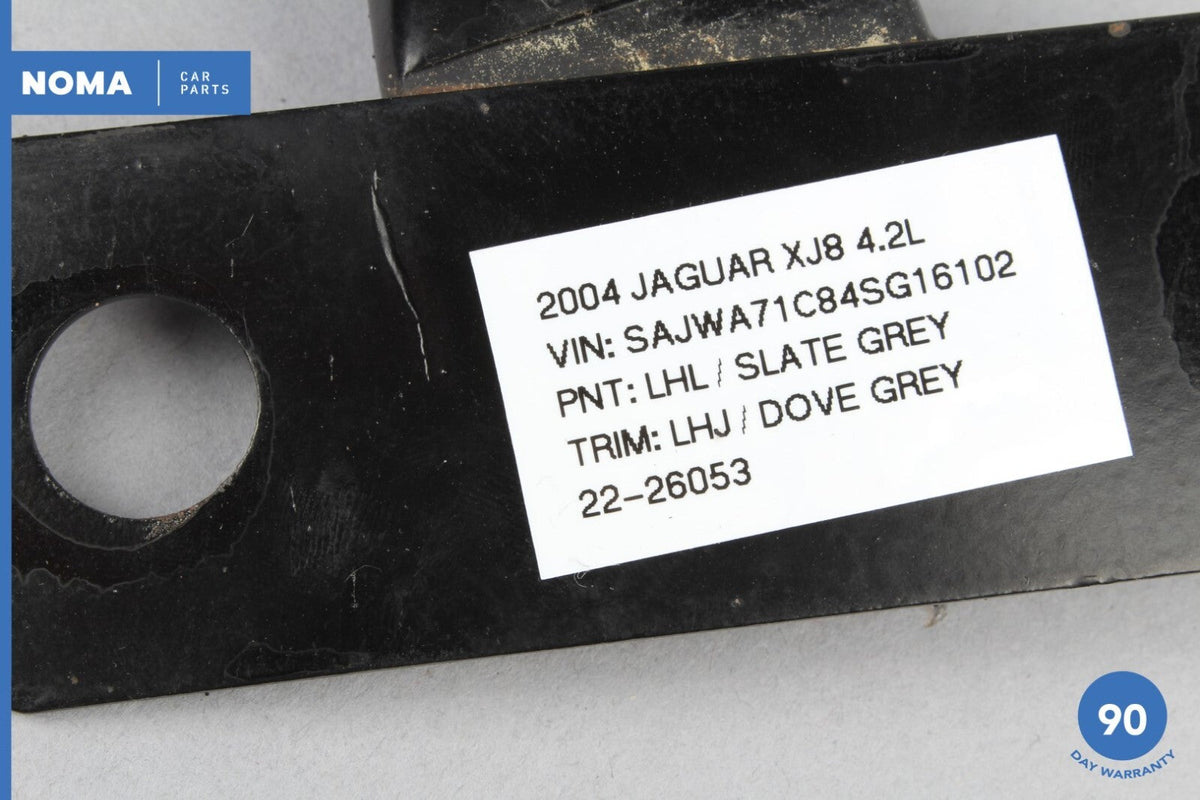 NOMA
CAR
PARTS
2004 JAGUAR XJ8 4.2L
VIN: SAJWA71C84SG16102
PNT: LHL / SLATE GREY
TRIM: LHJ / DOVE GREY
22-26053
90
DAY WARRANTY